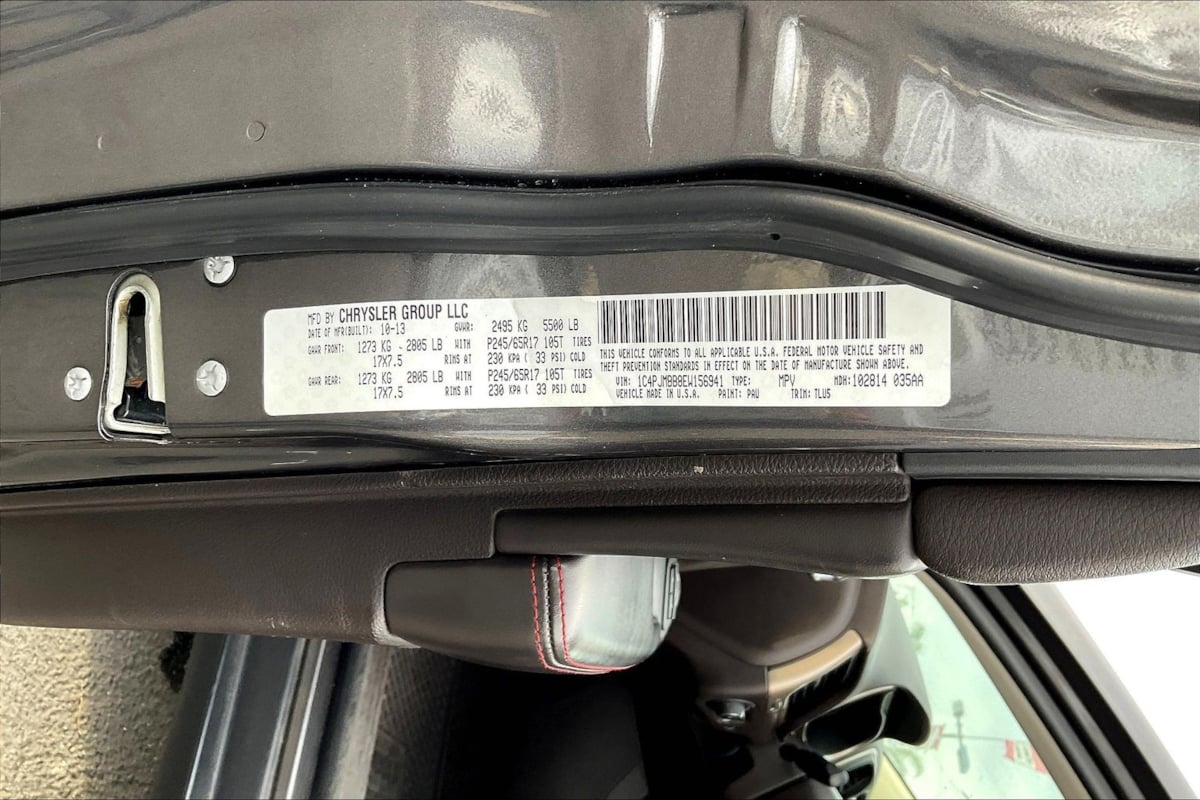 MFD BY CHRYSLER GROUP LLC
DATE OF MFR(BUILT): 10-13 GVWR: 2495 KG 5500 LB
GAWR FRONT: 1273 KG - 2805 LB WITH P245/65R17 105T TIRES
17X7.5 RIMS AT 230 KPA ( 33 PSI) COLD
GAWR REAR: 1273 KG 2805 LB WITH P245/65R17 105T TIRES
17X7.5 RIMS AT 230 KPA ( 33 PSI) COLD
THIS VEHICLE CONFORMS TO ALL APPLICABLE U.S.A. FEDERAL MOTOR VEHICLE SAFETY AND
THEFT PREVENTION STANDARDS IN EFFECT ON THE DATE OF MANUFACTURE SHOWN ABOVE.
VIN: 1C4PJMBB8EW156941 TYPE: MPV MDH: 102814 035AA
VEHICLE MADE IN U.S.A. PAINT: PAU TRIM: TLU5